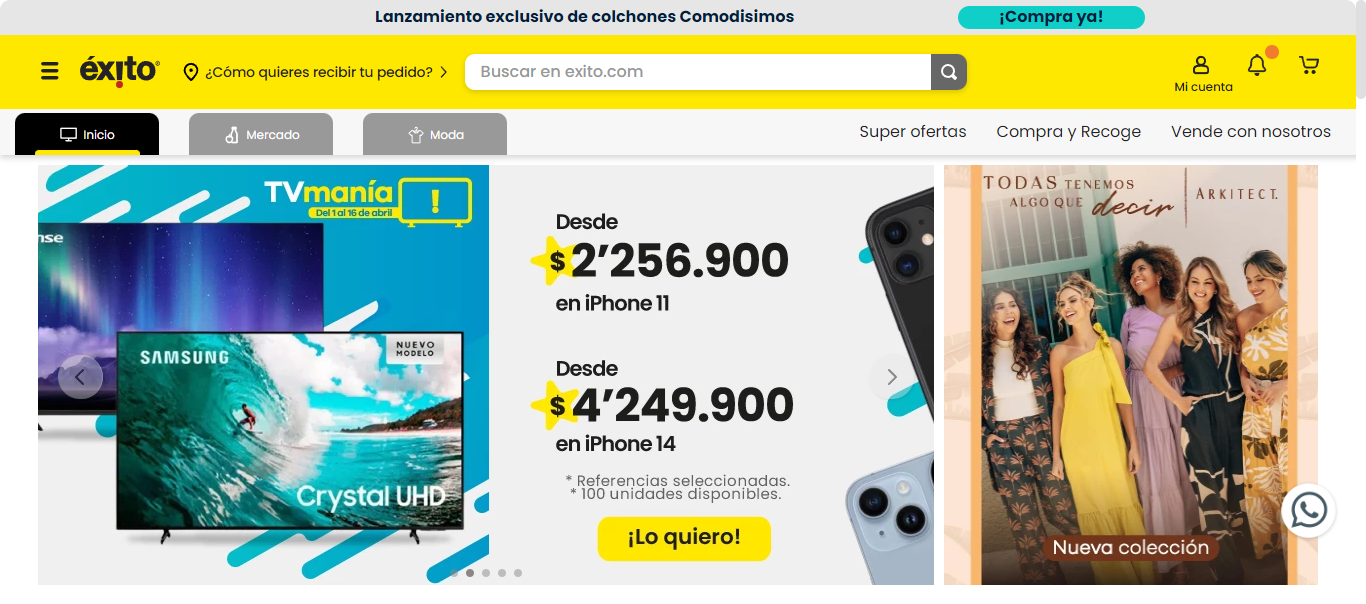 Lanzamiento exclusivo de colchones Comodisimos
¡Compra ya!
éxito
¿Cómo quieres recibir tu pedido?
Buscar en exito.com
Mi cuenta
Inicio
Mercado
Moda
Super ofertas
Compra y Recoge
Vende con nosotros
TVmanía
Del 1 al 16 de abril
!
nse
SAMSUNG
NUEVO
MODELO
Crystal UHD
Desde
$2'256.900
en iPhone 11
Desde
$4'249.900
en iPhone 14
* Referencias seleccionadas.
* 100 unidades disponibles.
¡Lo quiero!
TODAS TENEMOS
ALGO QUE decir
ARKITECT.
Nueva colección